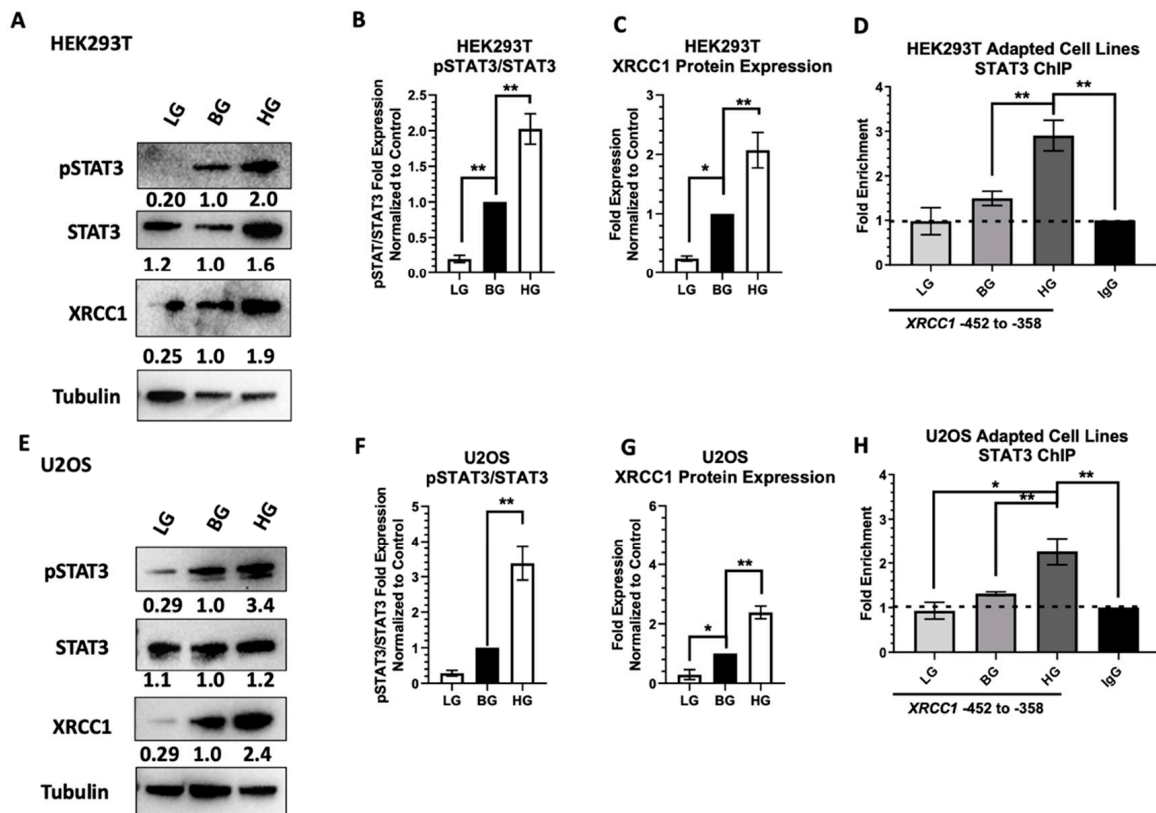 A
HEK293T
LG BG HG
pSTAT3
0.20 1.0 2.0
STAT3
1.2 1.0 1.6
XRCC1
0.25 1.0 1.9
Tubulin
B
HEK293T
pSTAT3/STAT3
pSTAT/STAT3 Fold Expression
Normalized to Control
2.5
2.0
1.5
1.0
0.5
0.0
** **
LG BG HG
C
HEK293T
XRCC1 Protein Expression
Fold Expression
Normalized to Control
3
2
1
0
* **
LG BG HG
D
HEK293T Adapted Cell Lines
STAT3 ChIP
Fold Enrichment
4
3
2
1
0
** **
LG BG HG IgG
XRCC1 -452 to -358
E
U2OS
LG BG HG
pSTAT3
0.29 1.0 3.4
STAT3
1.1 1.0 1.2
XRCC1
0.29 1.0 2.4
Tubulin
F
U2OS
pSTAT3/STAT3
pSTAT3/STAT3 Fold Expression
Normalized to Control
5
4
3
2
1
0
**
LG BG HG
G
U2OS
XRCC1 Protein Expression
Fold Expression
Normalized to Control
6
4
2
0
* **
LG BG HG
H
U2OS Adapted Cell Lines
STAT3 ChIP
Fold Enrichment
4
3
2
1
0
* ** **
LG BG HG IgG
XRCC1 -452 to -358